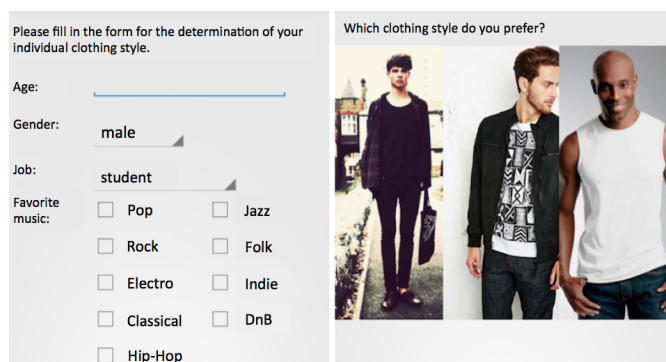 Please fill in the form for the determination of your
individual clothing style.
Age:
Gender: male
Job: student
Favorite
music:
Pop Jazz
Rock Folk
Electro Indie
Classical DnB
Hip-Hop
Which clothing style do you prefer?